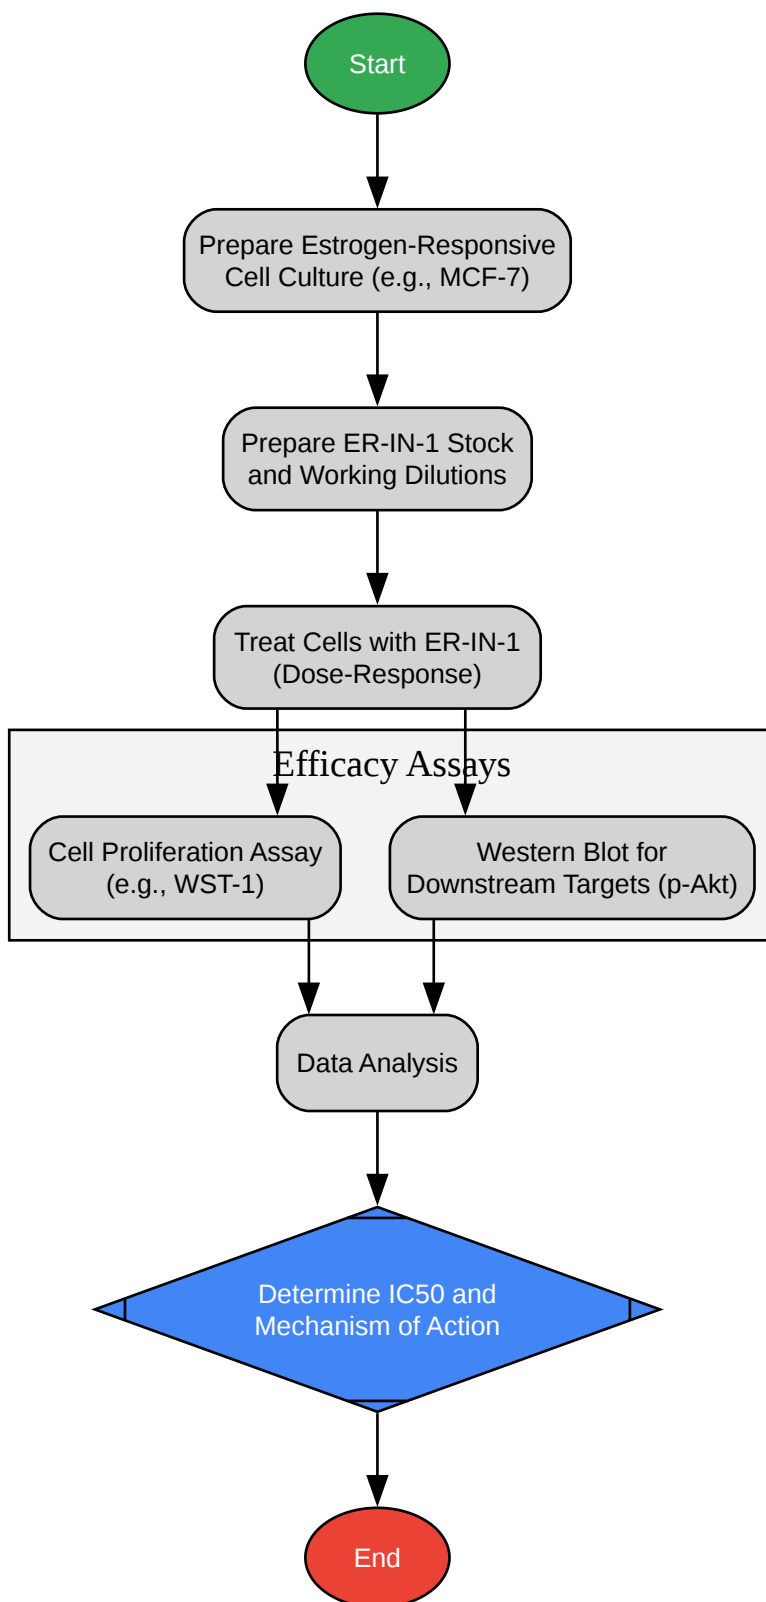 Start
Prepare Estrogen-Responsive
Cell Culture (e.g., MCF-7)
Prepare ER-IN-1 Stock
and Working Dilutions
Treat Cells with ER-IN-1
(Dose-Response)
Efficacy Assays
Cell Proliferation Assay
(e.g., WST-1)
Western Blot for
Downstream Targets (p-Akt)
Data Analysis
Determine IC50 and
Mechanism of Action
End